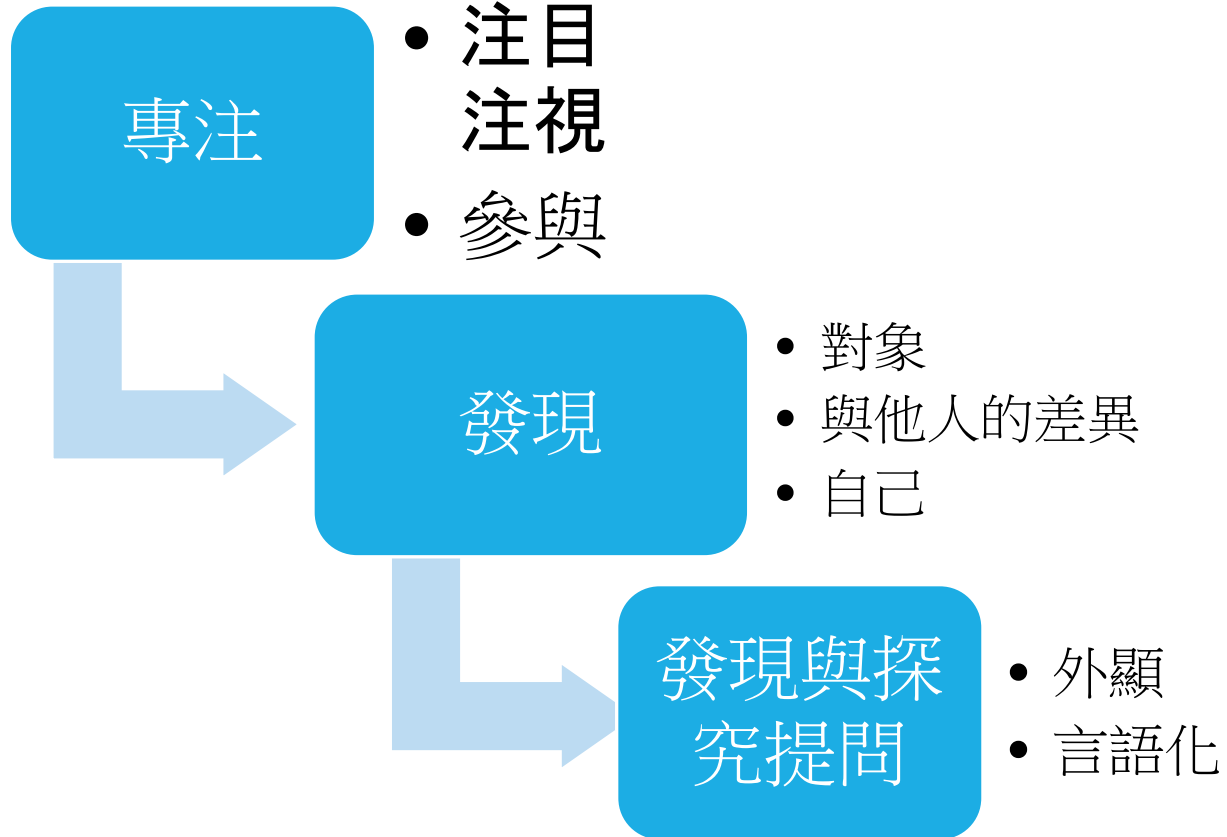 專注
• 注目
注視
• 參與
發現
• 對象
• 與他人的差異
• 自己
發現與探
究提問
• 外顯
• 言語化